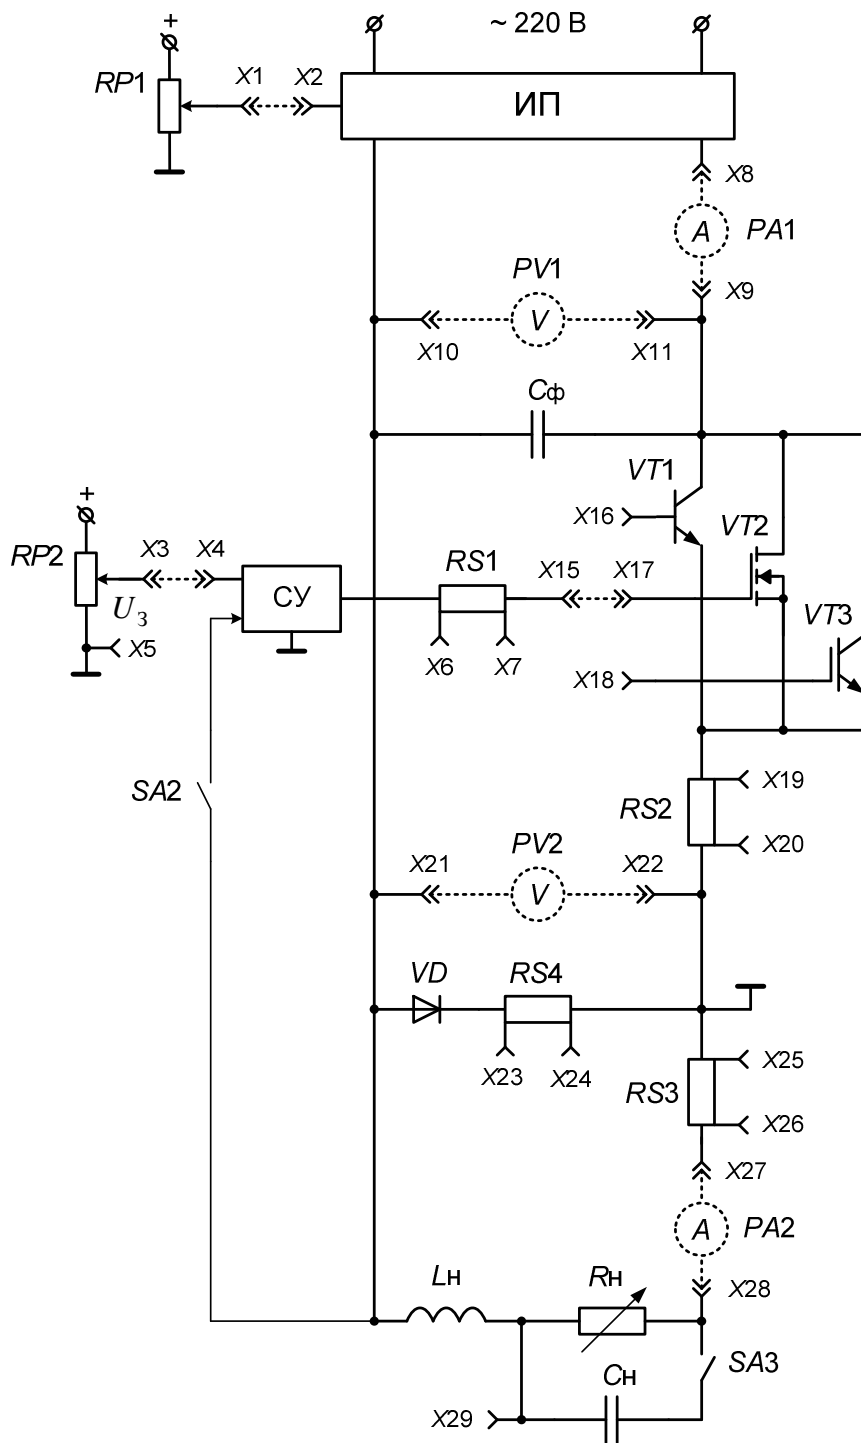 ~ 220 В
+
RP1
X1
X2
ИП
X8
A
PA1
X9
PV1
V
X10
X11
Cф
VT1
X16
VT2
+
RP2
X3
X4
U3
X5
СУ
RS1
X6
X7
X15
X17
VT3
X18
SA2
RS2
X19
X20
X21
PV2
V
X22
VD
RS4
X23
X24
RS3
X25
X26
X27
A
PA2
X28
Lн
Rн
SA3
Cн
X29